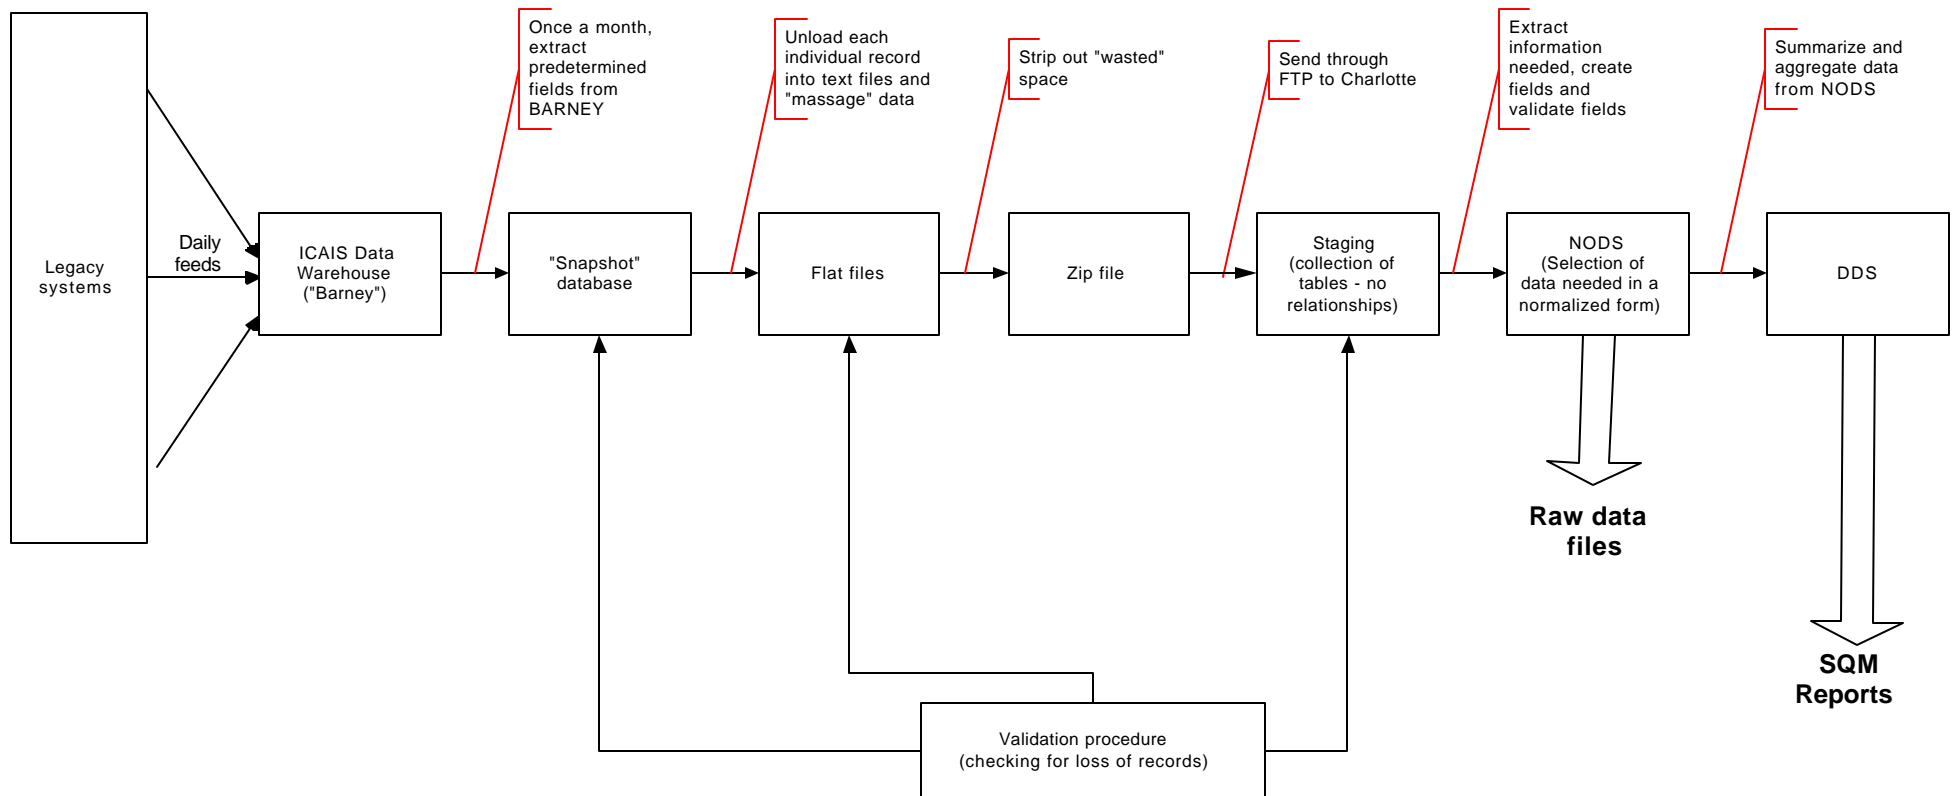 Once a month,
extract
predetermined
fields from
BARNEY
Unload each
individual record
into text files and
"massage" data
Strip out "wasted"
space
Send through
FTP to Charlotte
Extract
information
needed, create
fields and
validate fields
Summarize and
aggregate data
from NODS
Legacy
systems
Daily
feeds
ICAIS Data
Warehouse
("Barney")
"Snapshot"
database
Flat files
Zip file
Staging
(collection of
tables - no
relationships)
NODS
(Selection of
data needed in a
normalized form)
DDS
Raw data
files
SQM
Reports
Validation procedure
(checking for loss of records)